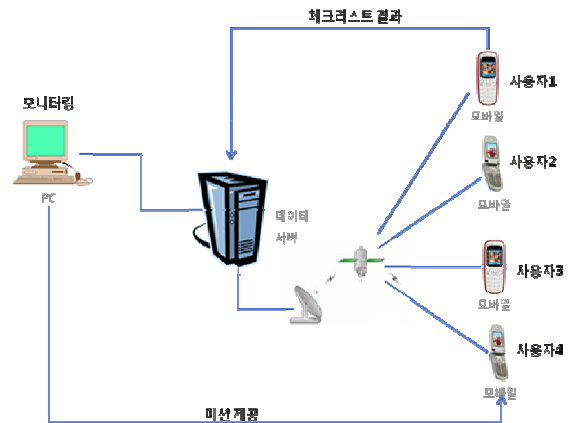 체크리스트 결과
사용자1
모바일
모니터링
PC
사용자2
모바일
데이터
서버
사용자3
모바일
사용자4
모바일
미션 제공